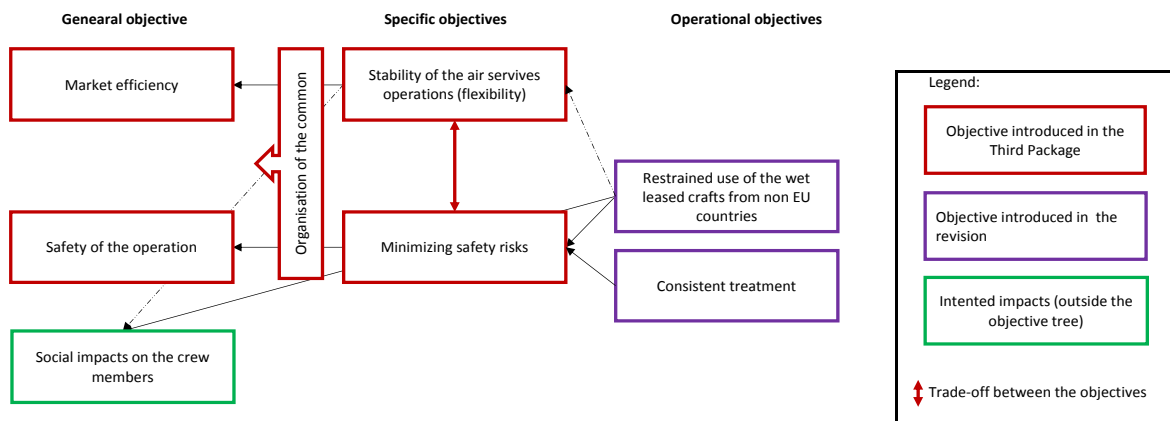 Genearal objective
Specific objectives
Operational objectives
Market efficiency
Organisation of the common
Stability of the air servives
operations (flexibility)
Restrained use of the wet
leased crafts from non EU
countries
Safety of the operation
Minimizing safety risks
Consistent treatment
Social impacts on the crew
members
Legend:
Objective introduced in the
Third Package
Objective introduced in  the
revision
Intented impacts (outside the
objective tree)
Trade-off between the objectives